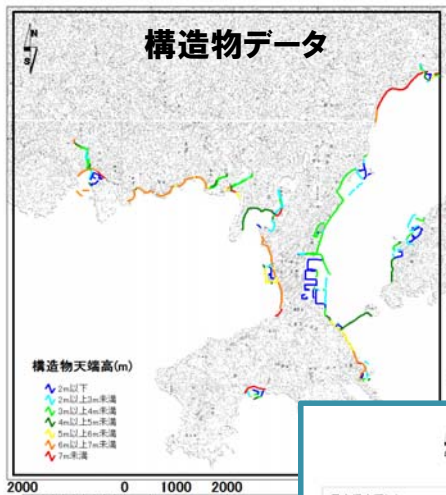 構造物データ
N
S
構造物天端高(m)
2m以下
2m以上3m未満
3m以上4m未満
4m以上5m未満
5m以上6m未満
6m以上7m未満
7m未満
2000 0 2000